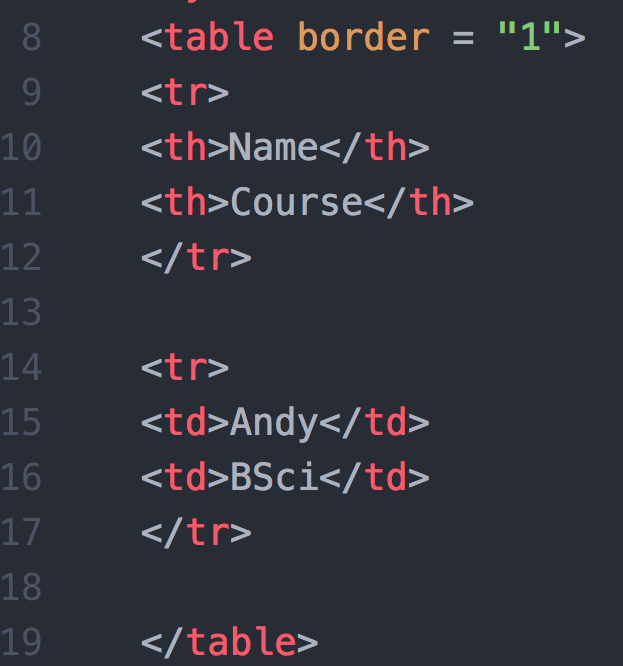 8 <table border = "1">
9 <tr>
10 <th>Name</th>
11 <th>Course</th>
12 </tr>
13
14 <tr>
15 <td>Andy</td>
16 <td>BSci</td>
17 </tr>
18
19 </table>